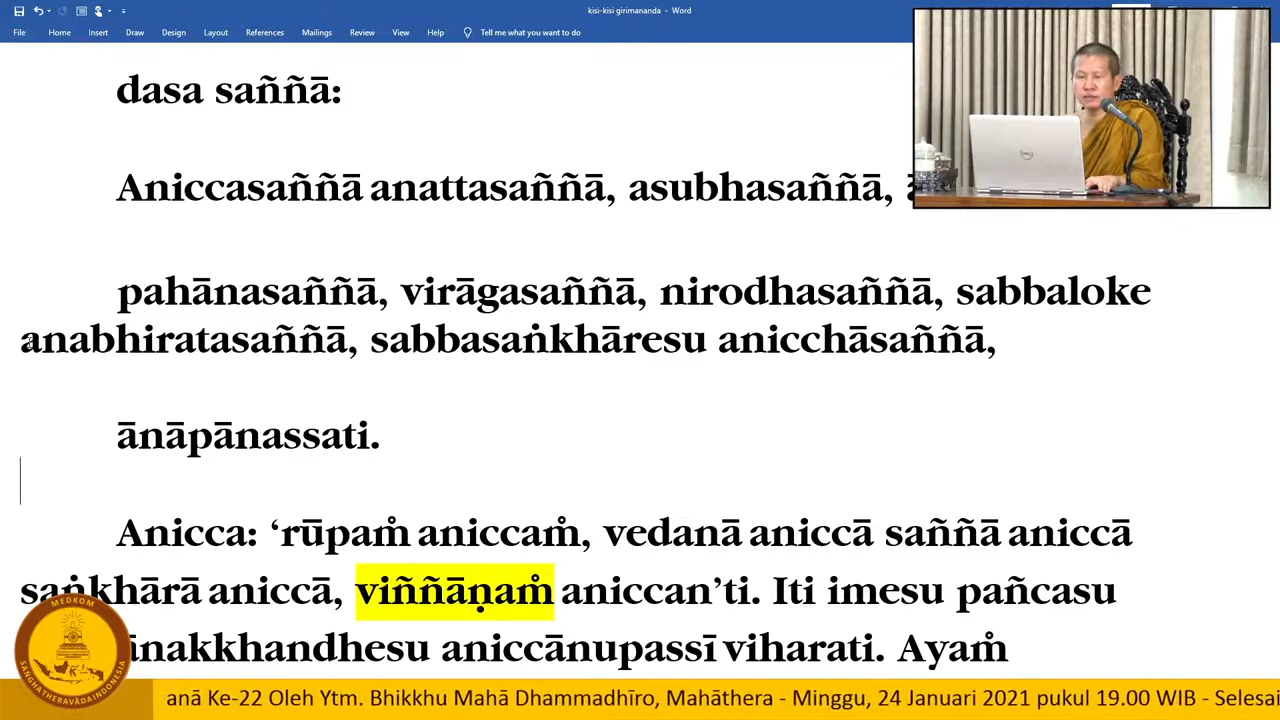 kisi-kisi girimananda - Word
File Home Insert Draw Design Layout References Mailings Review View Help Tell me what you want to do
dasa saññā:
Aniccasaññā anattasaññā, asubhasaññā,
pahānasaññā, virāgasaññā, nirodhasaññā, sabbaloke
anabhiratasaññā, sabbasaṅkhāresu anicchāsaññā,
ānāpānassati.
Anicca: ‘rūpaṁ aniccaṁ, vedanā aniccā saññā aniccā
saṅkhārā aniccā, viññāṇaṁ aniccan’ti. Iti imesu pañcasu
ānakkhandhesu aniccānupassī viharati. Ayaṁ
MEDKOM
SAṄGHATHERAVĀDAINDONESIA
anā Ke-22 Oleh Ytm. Bhikkhu Mahā Dhammadhīro, Mahāthera - Minggu, 24 Januari 2021 pukul 19.00 WIB - Selesai